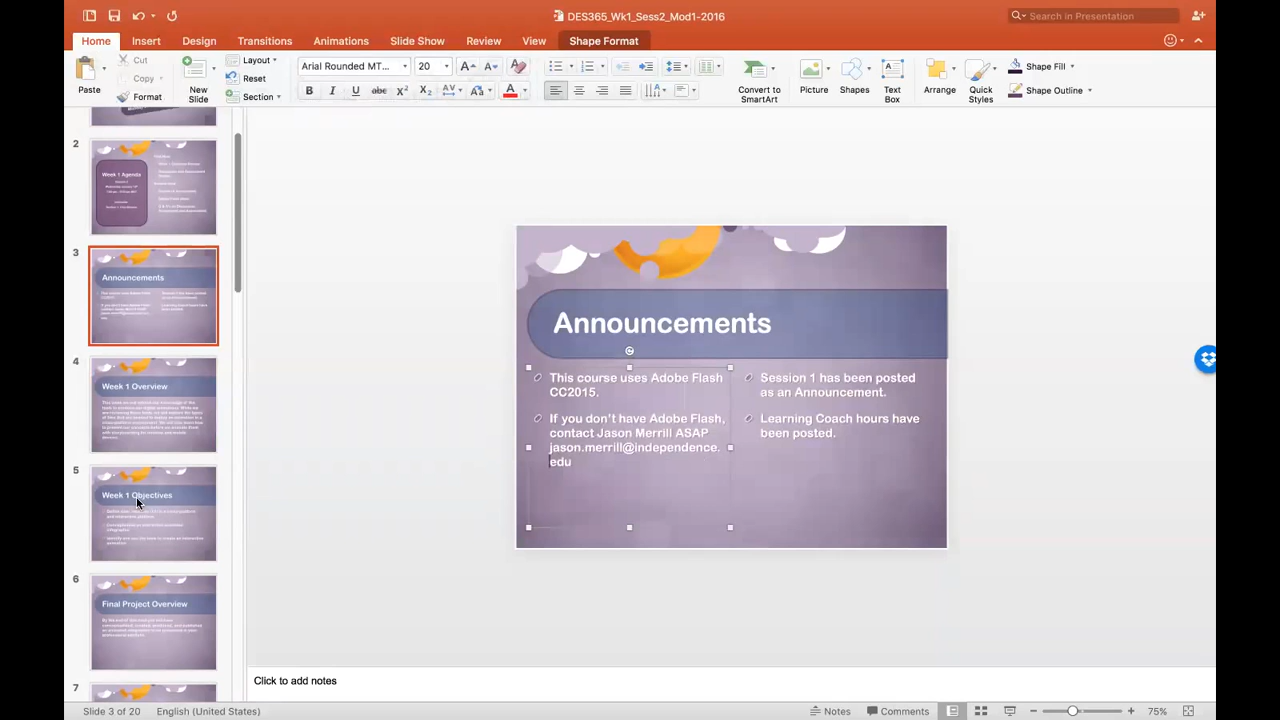 DES365_Wk1_Sess2_Mod1-2016
Search in Presentation
Home Insert Design Transitions Animations Slide Show Review View Shape Format
Paste
Cut
Copy
Format
New
Slide
Layout
Reset
Section
Arial Rounded MT...
20
Convert to
SmartArt
Picture
Shapes
Text
Box
Arrange
Quick
Styles
Shape Fill
Shape Outline
2
Week 1 Agenda
3
Announcements
4
Week 1 Overview
5
Week 1 Objectives
6
Final Project Overview
7
Announcements
This course uses Adobe Flash
CC2015.
If you don't have Adobe Flash,
contact Jason Merrill ASAP
jason.merrill@independence.
edu
Session 1 has been posted
as an Announcement.
Learning Coach hours have
been posted.
Click to add notes
Slide 3 of 20
English (United States)
Notes
Comments
75%